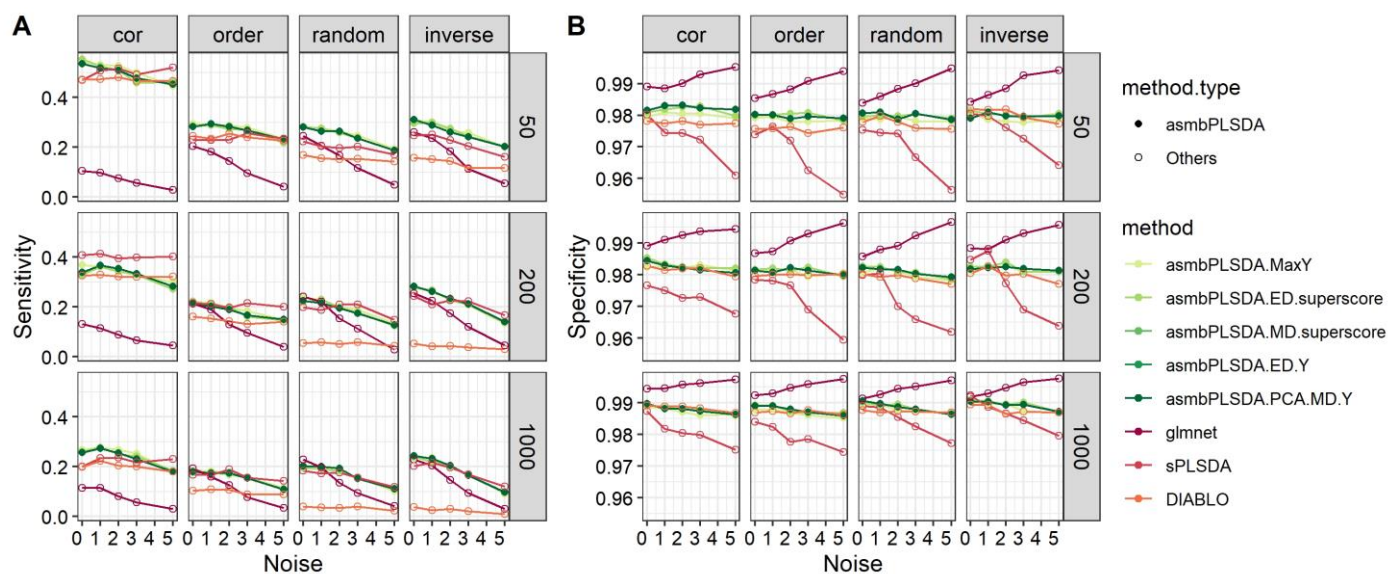 A
cor
order
random
inverse
50
200
1000
0.4
0.2
0.0
0.4
0.2
0.0
0.4
0.2
0.0
Sensitivity
0 1 2 3 4 5
0 1 2 3 4 5
0 1 2 3 4 5
0 1 2 3 4 5
Noise
B
cor
order
random
inverse
50
200
1000
0.99
0.98
0.97
0.96
0.99
0.98
0.97
0.96
0.99
0.98
0.97
0.96
Specificity
0 1 2 3 4 5
0 1 2 3 4 5
0 1 2 3 4 5
0 1 2 3 4 5
Noise
method.type
asmbPLSDA
Others
method
asmbPLSDA.MaxY
asmbPLSDA.ED.superscore
asmbPLSDA.MD.superscore
asmbPLSDA.ED.Y
asmbPLSDA.PCA.MD.Y
glmnet
sPLSDA
DIABLO